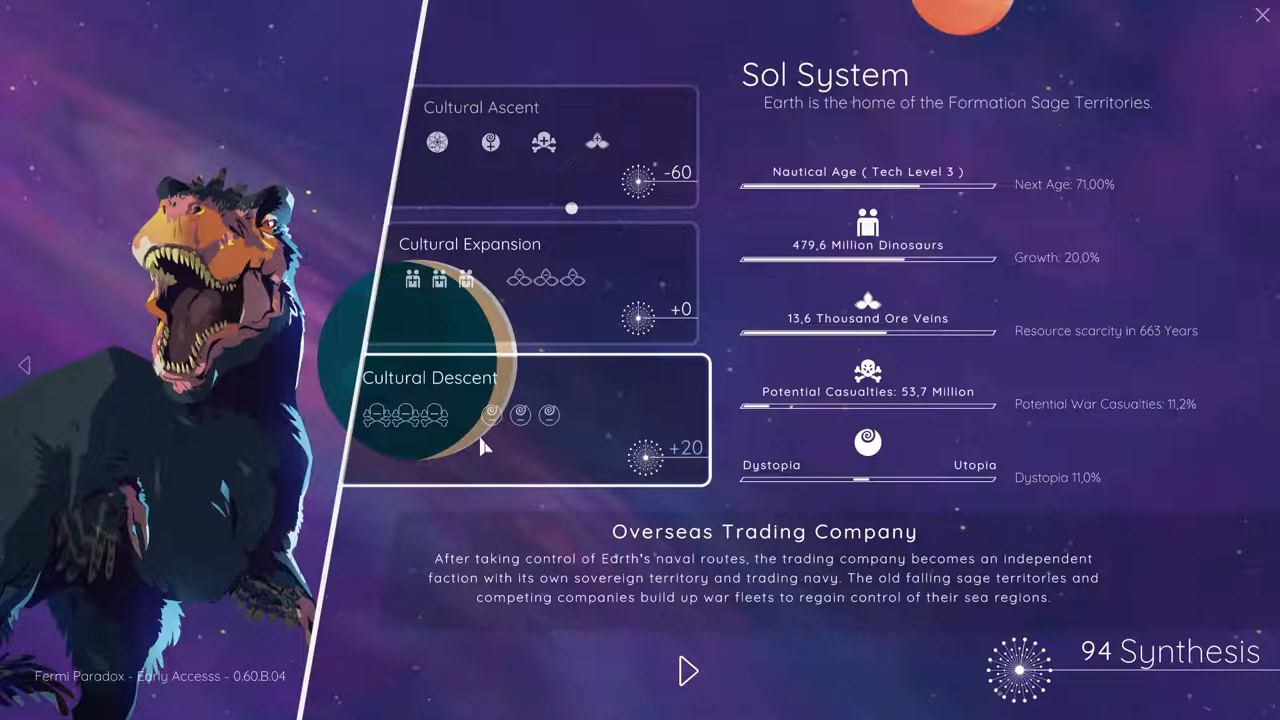 Sol System
Earth is the home of the Formation Sage Territories.
Cultural Ascent
-60
Cultural Expansion
+0
Cultural Descent
+20
Nautical Age ( Tech Level 3 )
Next Age: 71,00%
479,6 Million Dinosaurs
Growth: 20,0%
13,6 Thousand Ore Veins
Resource scarcity in 663 Years
Potential Casualties: 53,7 Million
Potential War Casualties: 11,2%
Dystopia Utopia
Dystopia 11,0%
Overseas Trading Company
After taking control of Earth's naval routes, the trading company becomes an independent
faction with its own sovereign territory and trading navy. The old falling sage territories and
competing companies build up war fleets to regain control of their sea regions.
94 Synthesis
Fermi Paradox - Early Accesss - 0.60.B.04